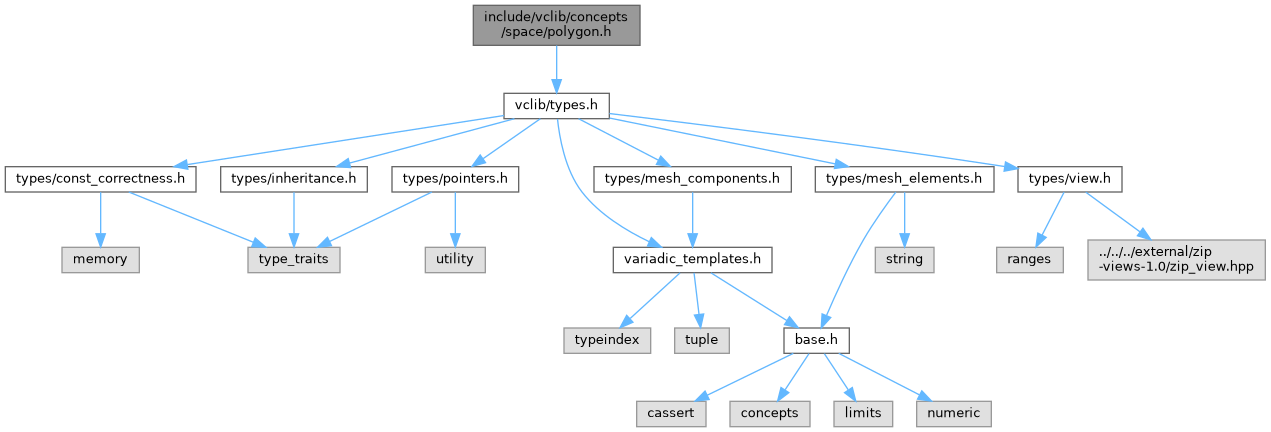 include/vclib/concepts
/space/polygon.h
vclib/types.h
types/const_correctness.h
types/inheritance.h
types/pointers.h
types/mesh_components.h
types/mesh_elements.h
types/view.h
memory
type_traits
utility
variadic_templates.h
string
ranges
../../../external/zip
-views-1.0/zip_view.hpp
typeindex
tuple
base.h
cassert
concepts
limits
numeric